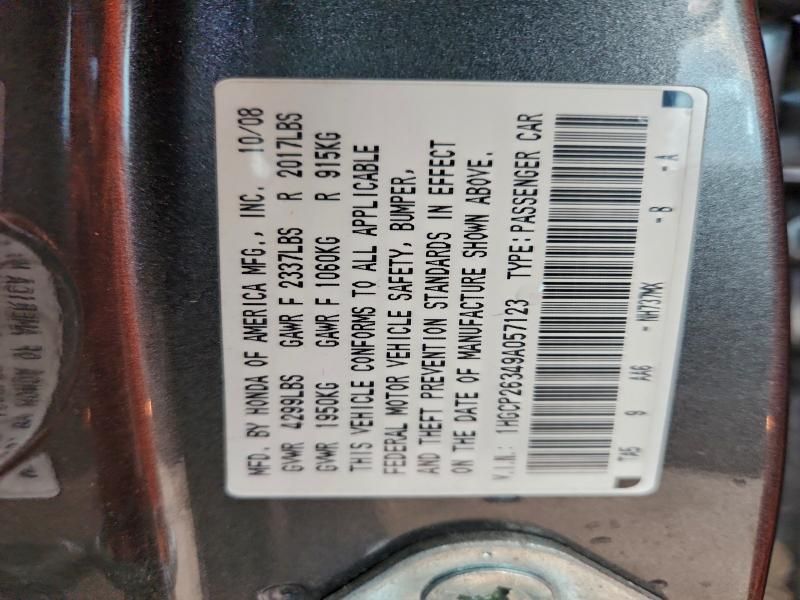 MFD. BY HONDA OF AMERICA MFG., INC. 10/08
GVWR 4299LBS GAWR F 2337LBS R 2017LBS
GVWR 1950KG GAWR F 1060KG R 915KG
THIS VEHICLE CONFORMS TO ALL APPLICABLE
FEDERAL MOTOR VEHICLE SAFETY, BUMPER,
AND THEFT PREVENTION STANDARDS IN EFFECT
ON THE DATE OF MANUFACTURE SHOWN ABOVE.
V.I.N.: 1HGCP26349A057123 TYPE: PASSENGER CAR
TA5 9 AA6 - NH737MX -B -A